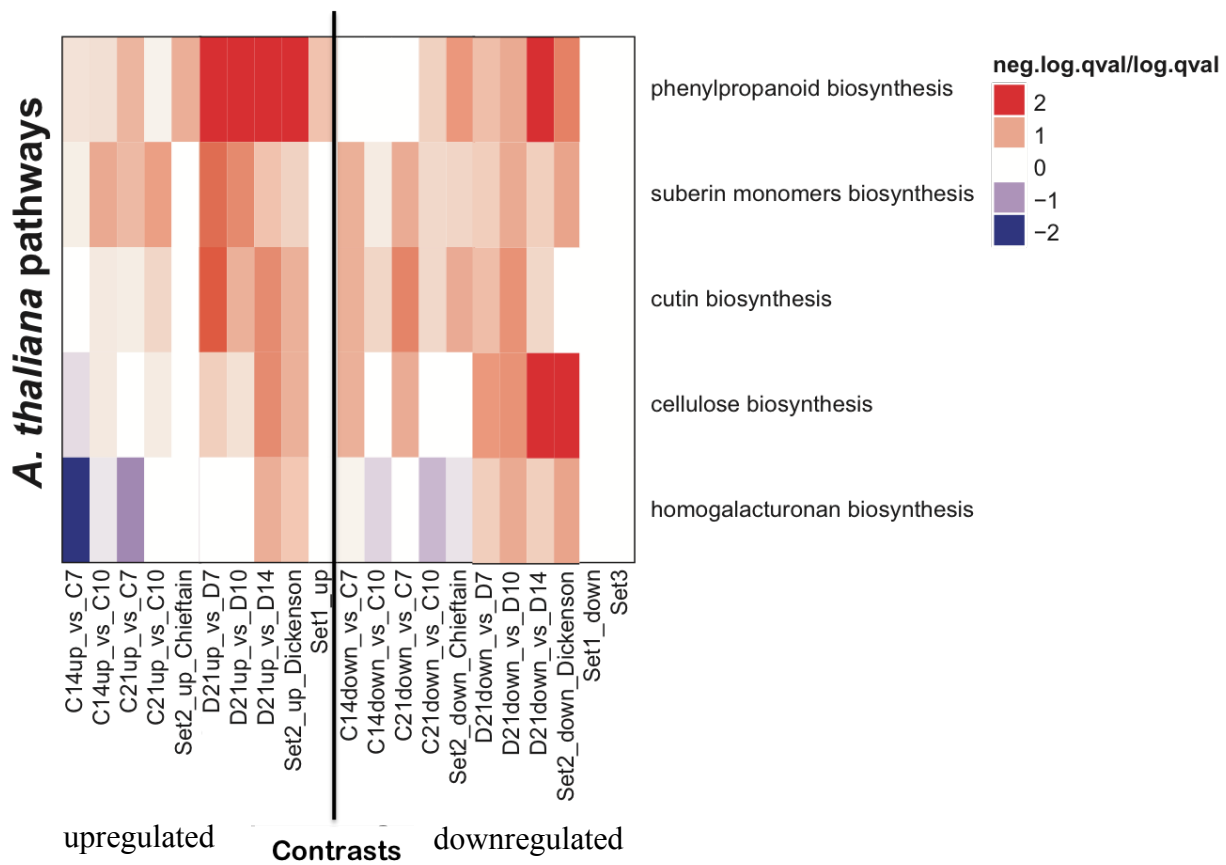 A. thaliana pathways
phenylpropanoid biosynthesis
suberin monomers biosynthesis
cutin biosynthesis
cellulose biosynthesis
homogalacturonan biosynthesis
neg.log.qval/log.qval
2
1
0
−1
−2
C14up_vs_C7
C14up_vs_C10
C21up_vs_C7
C21up_vs_C10
Set2_up_Chieftain
D21up_vs_D7
D21up_vs_D10
D21up_vs_D14
Set2_up_Dickenson
Set1_up
C14down_vs_C7
C14down_vs_C10
C21down_vs_C7
C21down_vs_C10
Set2_down_Chieftain
D21down_vs_D7
D21down_vs_D10
D21down_vs_D14
Set2_down_Dickenson
Set1_down
Set3
upregulated
downregulated
Contrasts